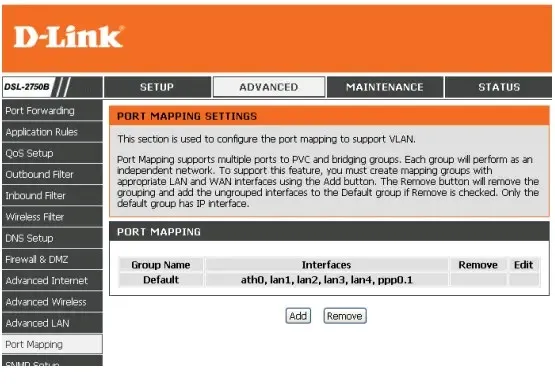 D-Link
DSL-2750B
SETUP
ADVANCED
MAINTENANCE
STATUS
Port Forwarding
Application Rules
QoS Setup
Outbound Filter
Inbound Filter
Wireless Filter
DNS Setup
Firewall & DMZ
Advanced Internet
Advanced Wireless
Advanced LAN
Port Mapping
SNMP Setup
PORT MAPPING SETTINGS
This section is used to configure the port mapping to support VLAN.
Port Mapping supports multiple ports to PVC and bridging groups. Each group will perform as an
independent network. To support this feature, you must create mapping groups with
appropriate LAN and WAN interfaces using the Add button. The Remove button will remove the
grouping and add the ungrouped interfaces to the Default group if Remove is checked. Only the
default group has IP interface.
PORT MAPPING
Group Name Interfaces Remove Edit
Default ath0, lan1, lan2, lan3, lan4, ppp0.1
Add Remove